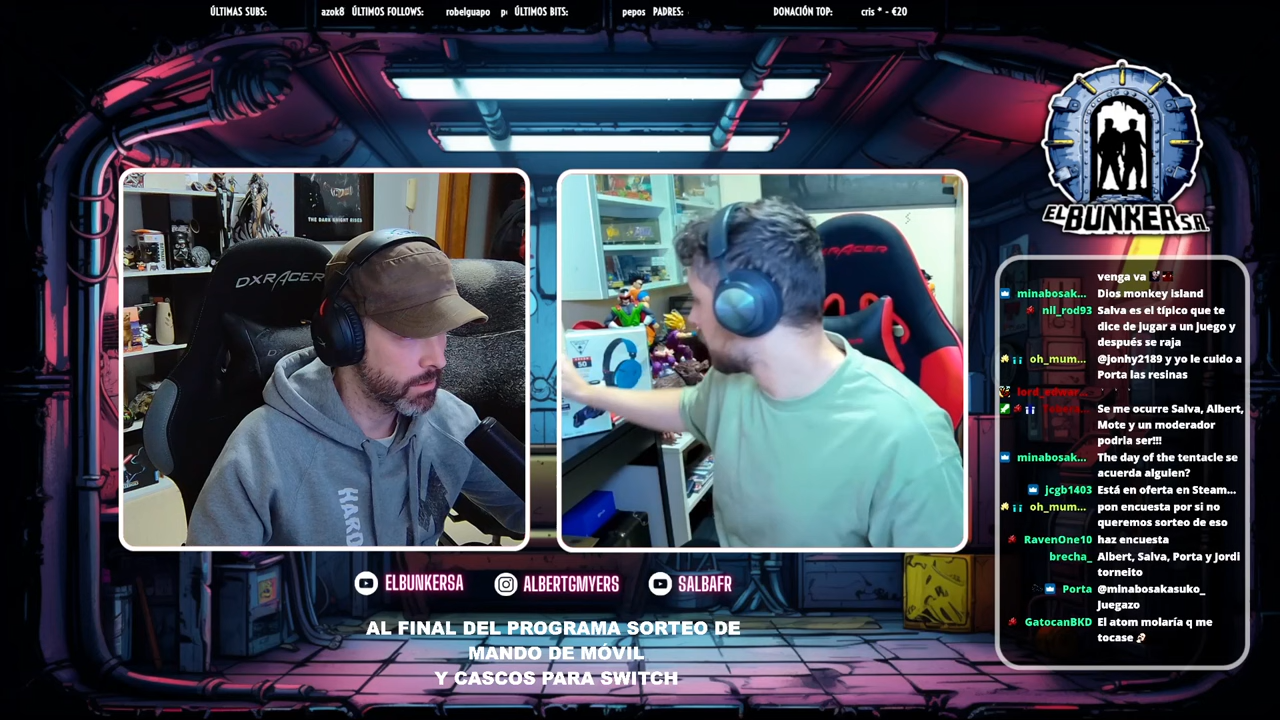 ÚLTIMAS SUBS: azok8 ÚLTIMOS FOLLOWS: robelguapo ÚLTIMOS BITS: pepos PADRES: DONACIÓN TOP: cris * - €20
THE DARK KNIGHT RISES
DXRACER
HARD
EL BUNKER S.A.
venga va
minabosak... Dios monkey island
nil_rod93 Salva es el típico que te
dice de jugar a un juego y
después se raja
oh_mum... @Jonhy2189 y yo le cuido a
Porta las resinas
Se me ocurre Salva, Albert,
Mote y un moderador
podria ser!!!
minabosak... The day of the tentacle se
acuerda alguien?
jcgb1403 Está en oferta en Steam...
oh_mum... pon encuesta por si no
queremos sorteo de eso
RavenOne10 haz encuesta
brecha_ Albert, Salva, Porta y Jordi
torneito
Porta @minabosakasuko_
Juegazo
GatocanBKD El atom molaría q me
tocase
ELBUNKERSA ALBERTGMYERS SALBAFR
AL FINAL DEL PROGRAMA SORTEO DE
MANDO DE MÓVIL
Y CASCOS PARA SWITCH